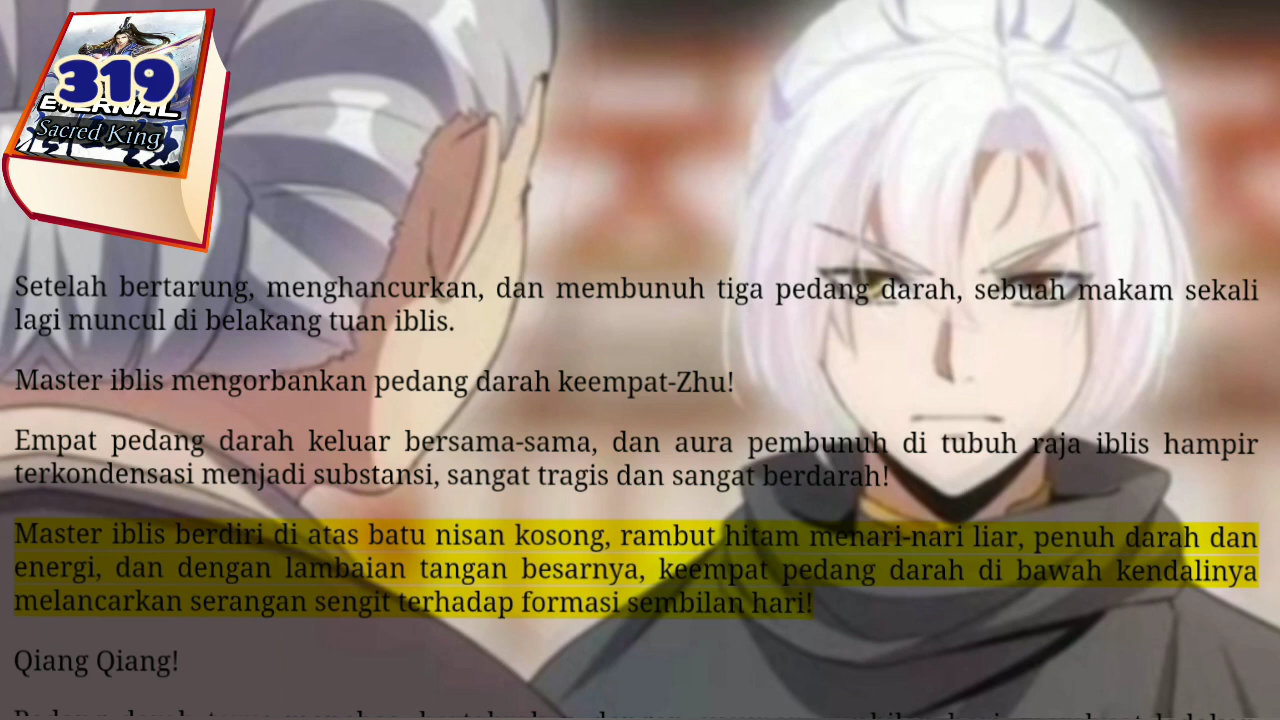 319
ETERNAL
Sacred King
Setelah bertarung, menghancurkan, dan membunuh tiga pedang darah, sebuah makam sekali
lagi muncul di belakang tuan iblis.
Master iblis mengorbankan pedang darah keempat-Zhu!
Empat pedang darah keluar bersama-sama, dan aura pembunuh di tubuh raja iblis hampir
terkondensasi menjadi substansi, sangat tragis dan sangat berdarah!
Master iblis berdiri di atas batu nisan kosong, rambut hitam menari-nari liar, penuh darah dan
energi, dan dengan lambaian tangan besarnya, keempat pedang darah di bawah kendalinya
melancarkan serangan sengit terhadap formasi sembilan hari!
Qiang Qiang!